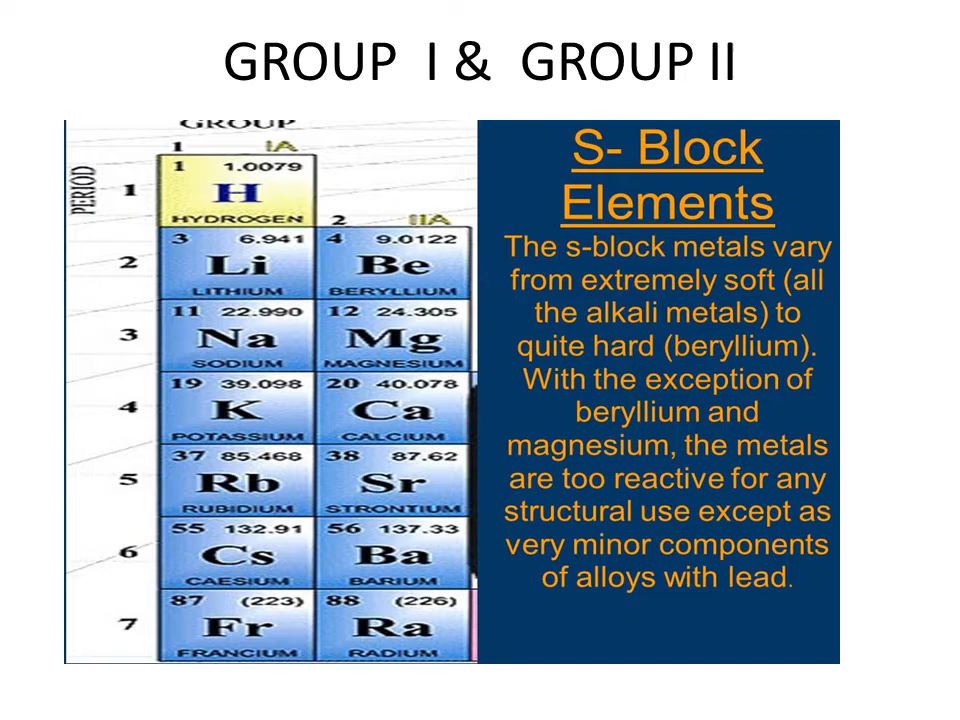 GROUP I & GROUP II
GROUP
1 IA
PERIOD
1
1 1.0079
H
HYDROGEN
2 IIA
2
3 6.941
Li
LITHIUM
4 9.0122
Be
BERYLLIUM
3
11 22.990
Na
SODIUM
12 24.305
Mg
MAGNESIUM
4
19 39.098
K
POTASSIUM
20 40.078
Ca
CALCIUM
5
37 85.468
Rb
RUBIDIUM
38 87.62
Sr
STRONTIUM
6
55 132.91
Cs
CAESIUM
56 137.33
Ba
BARIUM
7
87 (223)
Fr
FRANCIUM
88 (226)
Ra
RADIUM
S- Block
Elements
The s-block metals vary
from extremely soft (all
the alkali metals) to
quite hard (beryllium).
With the exception of
beryllium and
magnesium, the metals
are too reactive for any
structural use except as
very minor components
of alloys with lead.